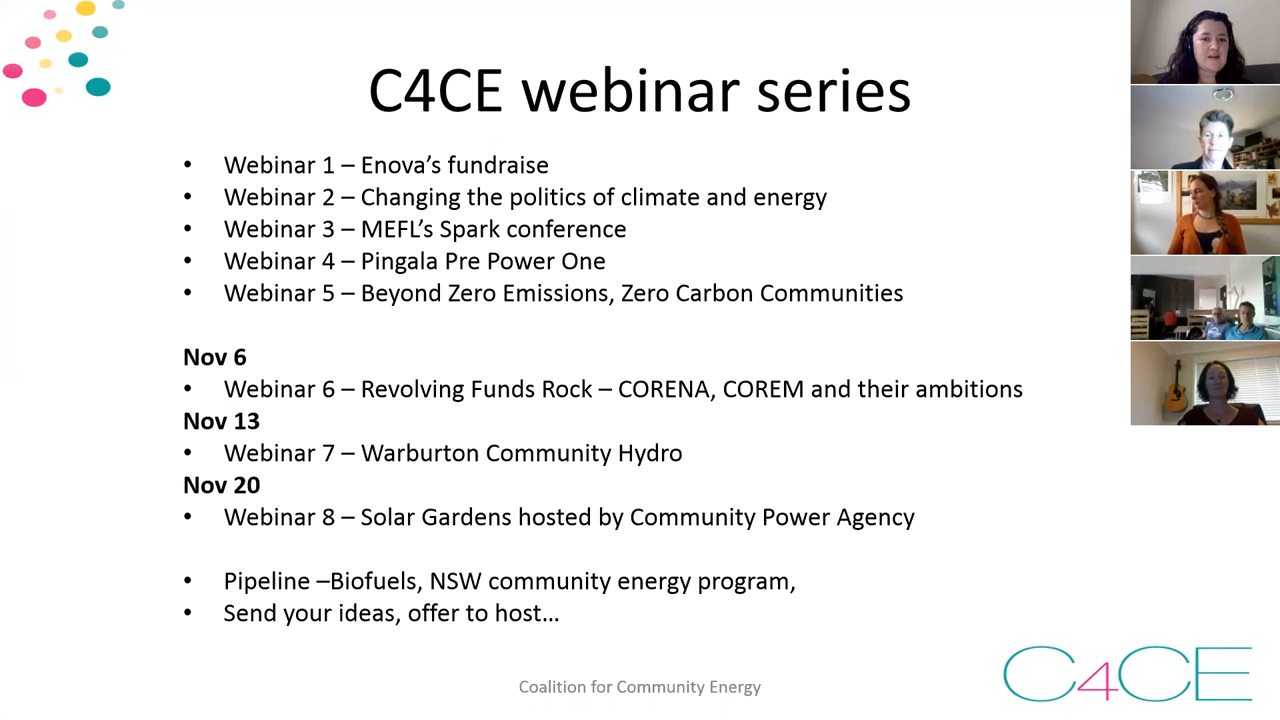 C4CE webinar series
• Webinar 1 – Enova's fundraise
• Webinar 2 – Changing the politics of climate and energy
• Webinar 3 – MEFL's Spark conference
• Webinar 4 – Pingala Pre Power One
• Webinar 5 – Beyond Zero Emissions, Zero Carbon Communities
Nov 6
• Webinar 6 – Revolving Funds Rock – CORENA, COREM and their ambitions
Nov 13
• Webinar 7 – Warburton Community Hydro
Nov 20
• Webinar 8 – Solar Gardens hosted by Community Power Agency
• Pipeline –Biofuels, NSW community energy program,
• Send your ideas, offer to host…
Coalition for Community Energy
C4CE